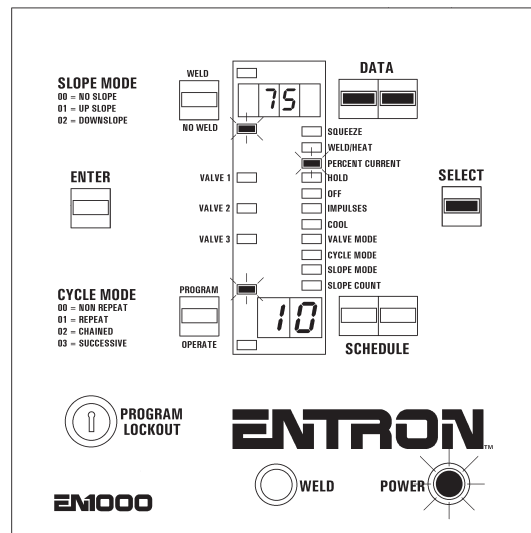 SLOPE MODE
00 = NO SLOPE
01 = UP SLOPE
02 = DOWNSLOPE
WELD
NO WELD
75
DATA
SQUEEZE
WELD/HEAT
PERCENT CURRENT
HOLD
OFF
IMPULSES
COOL
VALVE MODE
CYCLE MODE
SLOPE MODE
SLOPE COUNT
ENTER
VALVE 1
VALVE 2
VALVE 3
SELECT
CYCLE MODE
00 = NON REPEAT
01 = REPEAT
02 = CHAINED
03 = SUCCESSIVE
PROGRAM
OPERATE
10
SCHEDULE
PROGRAM
LOCKOUT
ENTRON™
EN1000
WELD
POWER